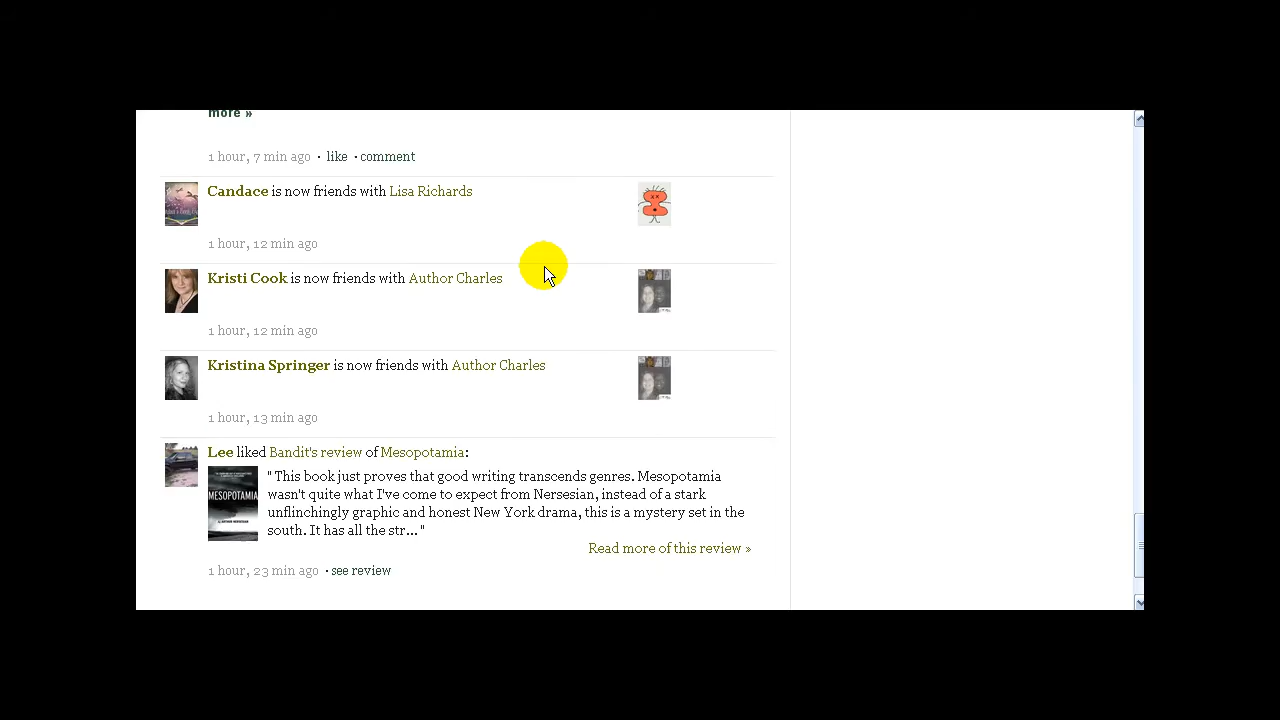 more »
1 hour, 7 min ago · like · comment
Candace is now friends with Lisa Richards
1 hour, 12 min ago
Kristi Cook is now friends with Author Charles
1 hour, 12 min ago
Kristina Springer is now friends with Author Charles
1 hour, 13 min ago
Lee liked Bandit's review of Mesopotamia:
MESOPOTAMIA
" This book just proves that good writing transcends genres. Mesopotamia
wasn't quite what I've come to expect from Nersesian, instead of a stark
unflinchingly graphic and honest New York drama, this is a mystery set in the
south. It has all the str... "
Read more of this review »
1 hour, 23 min ago · see review